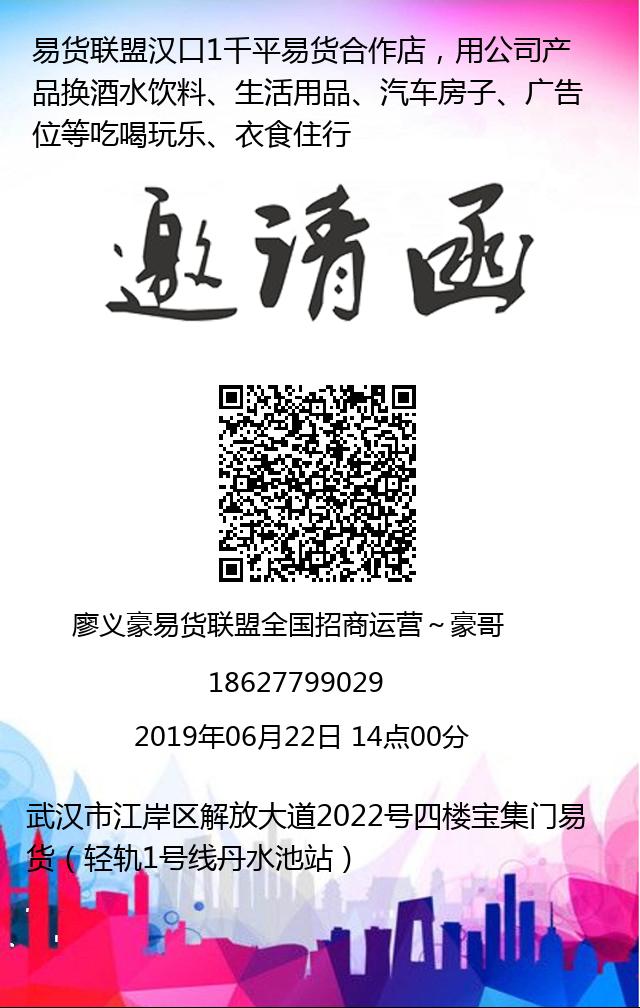 易货联盟汉口1千平易货合作店，用公司产
品换酒水饮料、生活用品、汽车房子、广告
位等吃喝玩乐、衣食住行
邀请函
廖义豪易货联盟全国招商运营～豪哥
18627799029
2019年06月22日 14点00分
武汉市江岸区解放大道2022号四楼宝集门易
货（轻轨1号线丹水池站）